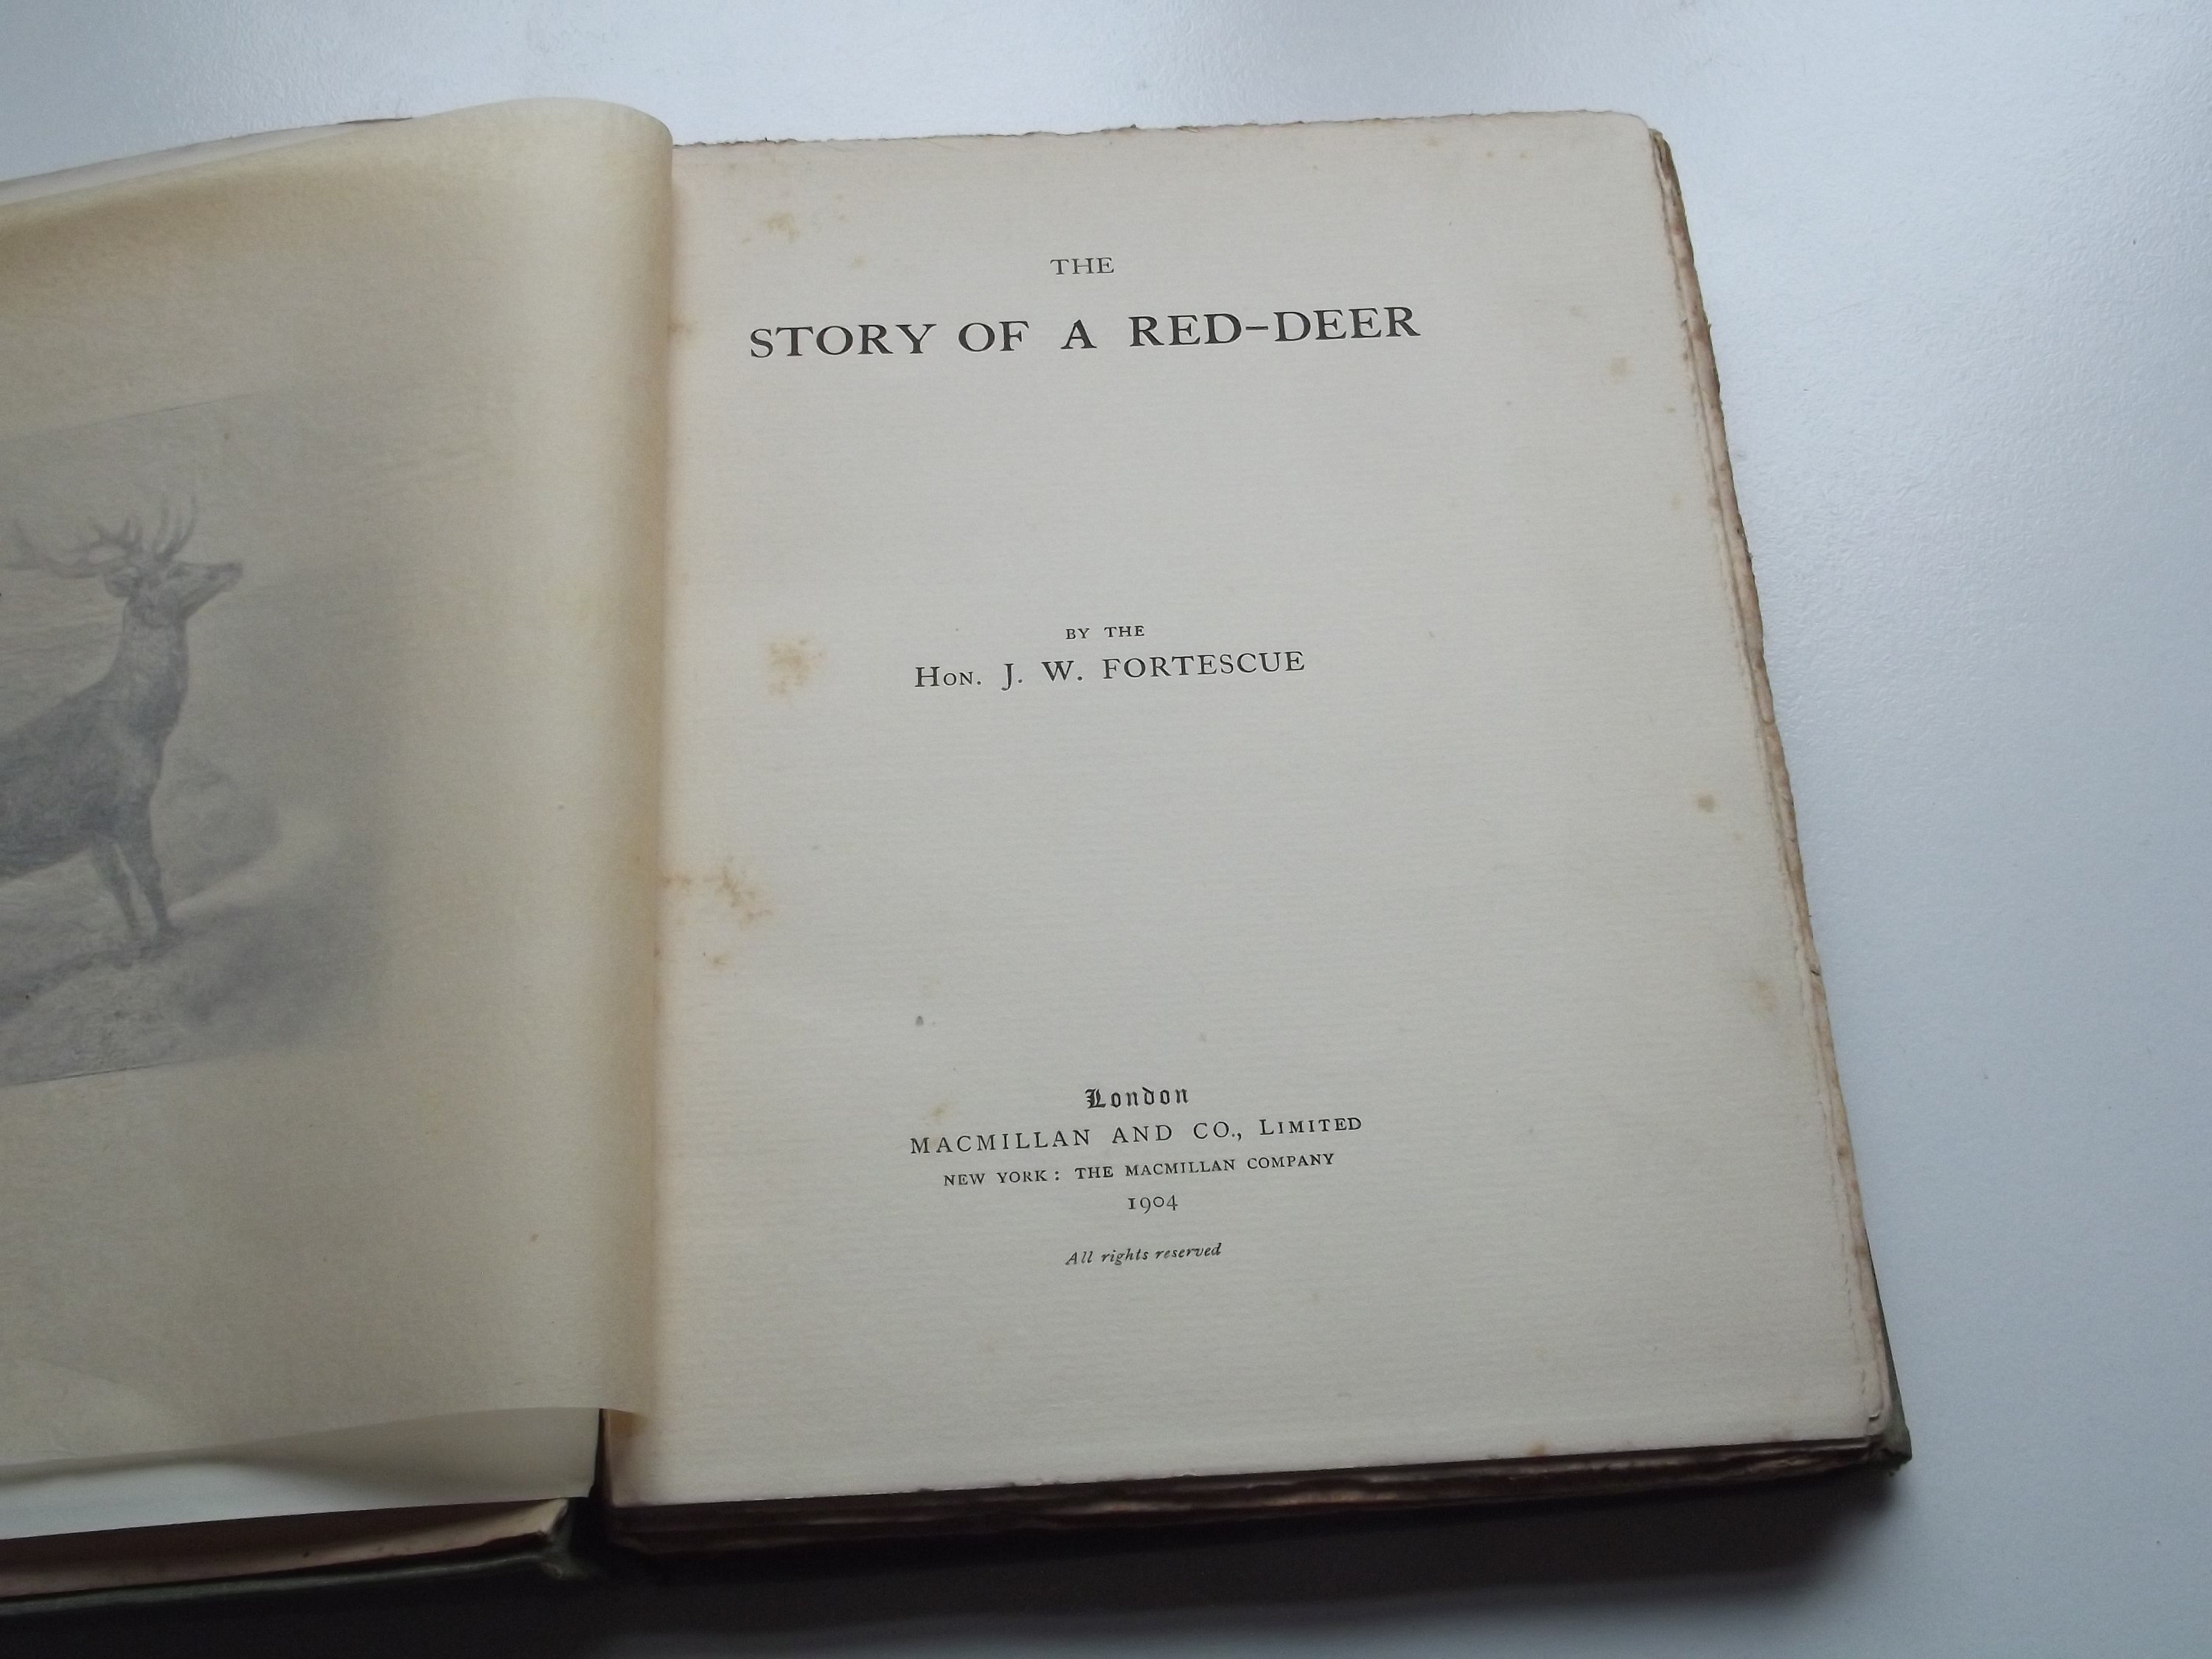 THE
STORY OF A RED-DEER
BY THE
HON. J. W. FORTESCUE
London
MACMILLAN AND CO., LIMITED
NEW YORK: THE MACMILLAN COMPANY
1904
All rights reserved